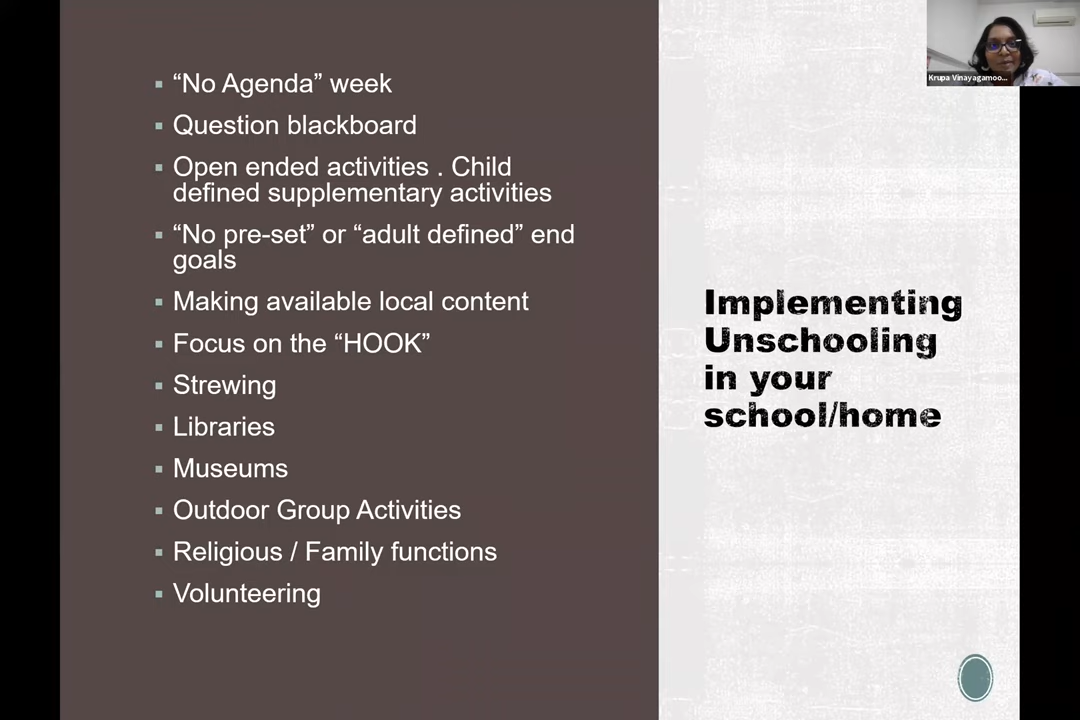 “No Agenda” week
Question blackboard
Open ended activities . Child
defined supplementary activities
“No pre-set” or “adult defined” end
goals
Making available local content
Focus on the “HOOK”
Strewing
Libraries
Museums
Outdoor Group Activities
Religious / Family functions
Volunteering
Implementing
Unschooling
in your
school/home
Krupa Vinayagamoo...